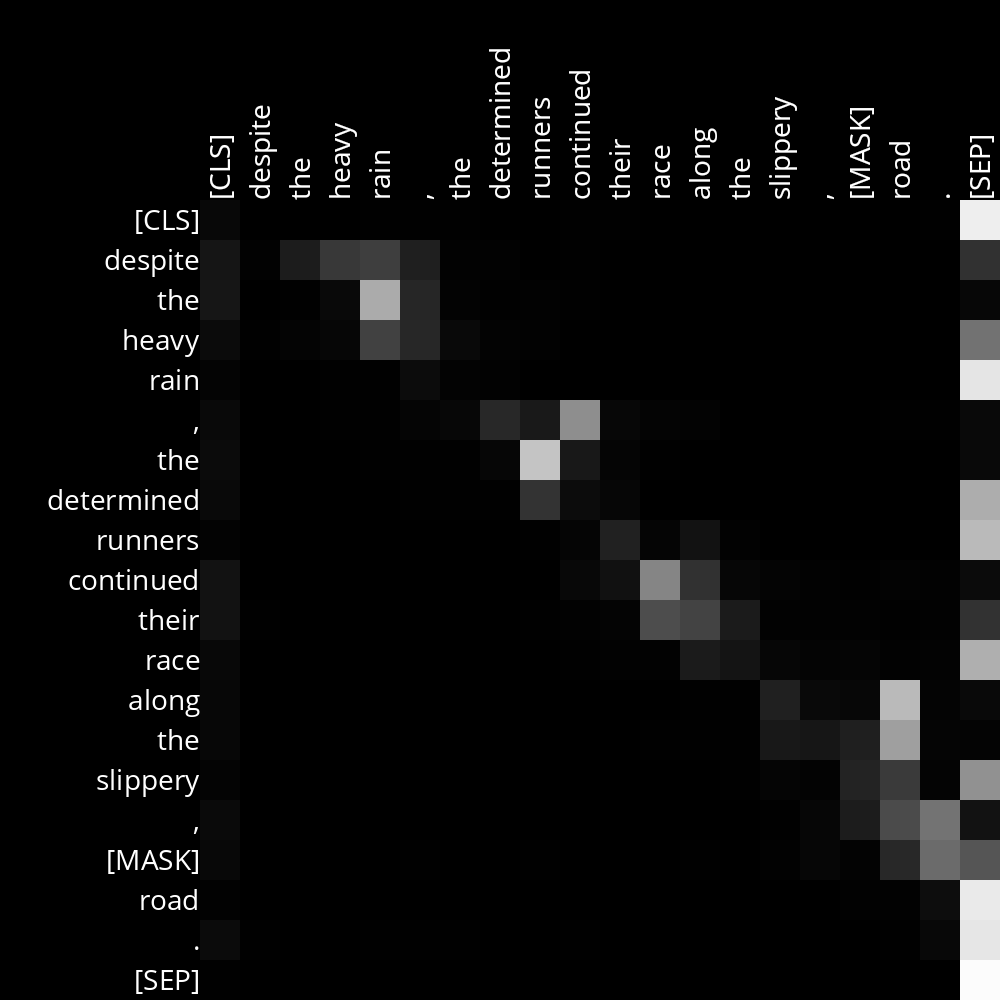 [CLS] despite the heavy rain , the determined runners continued their race along the slippery , [MASK] road . [SEP]
[CLS]
despite
the
heavy
rain
,
the
determined
runners
continued
their
race
along
the
slippery
,
[MASK]
road
.
[SEP]